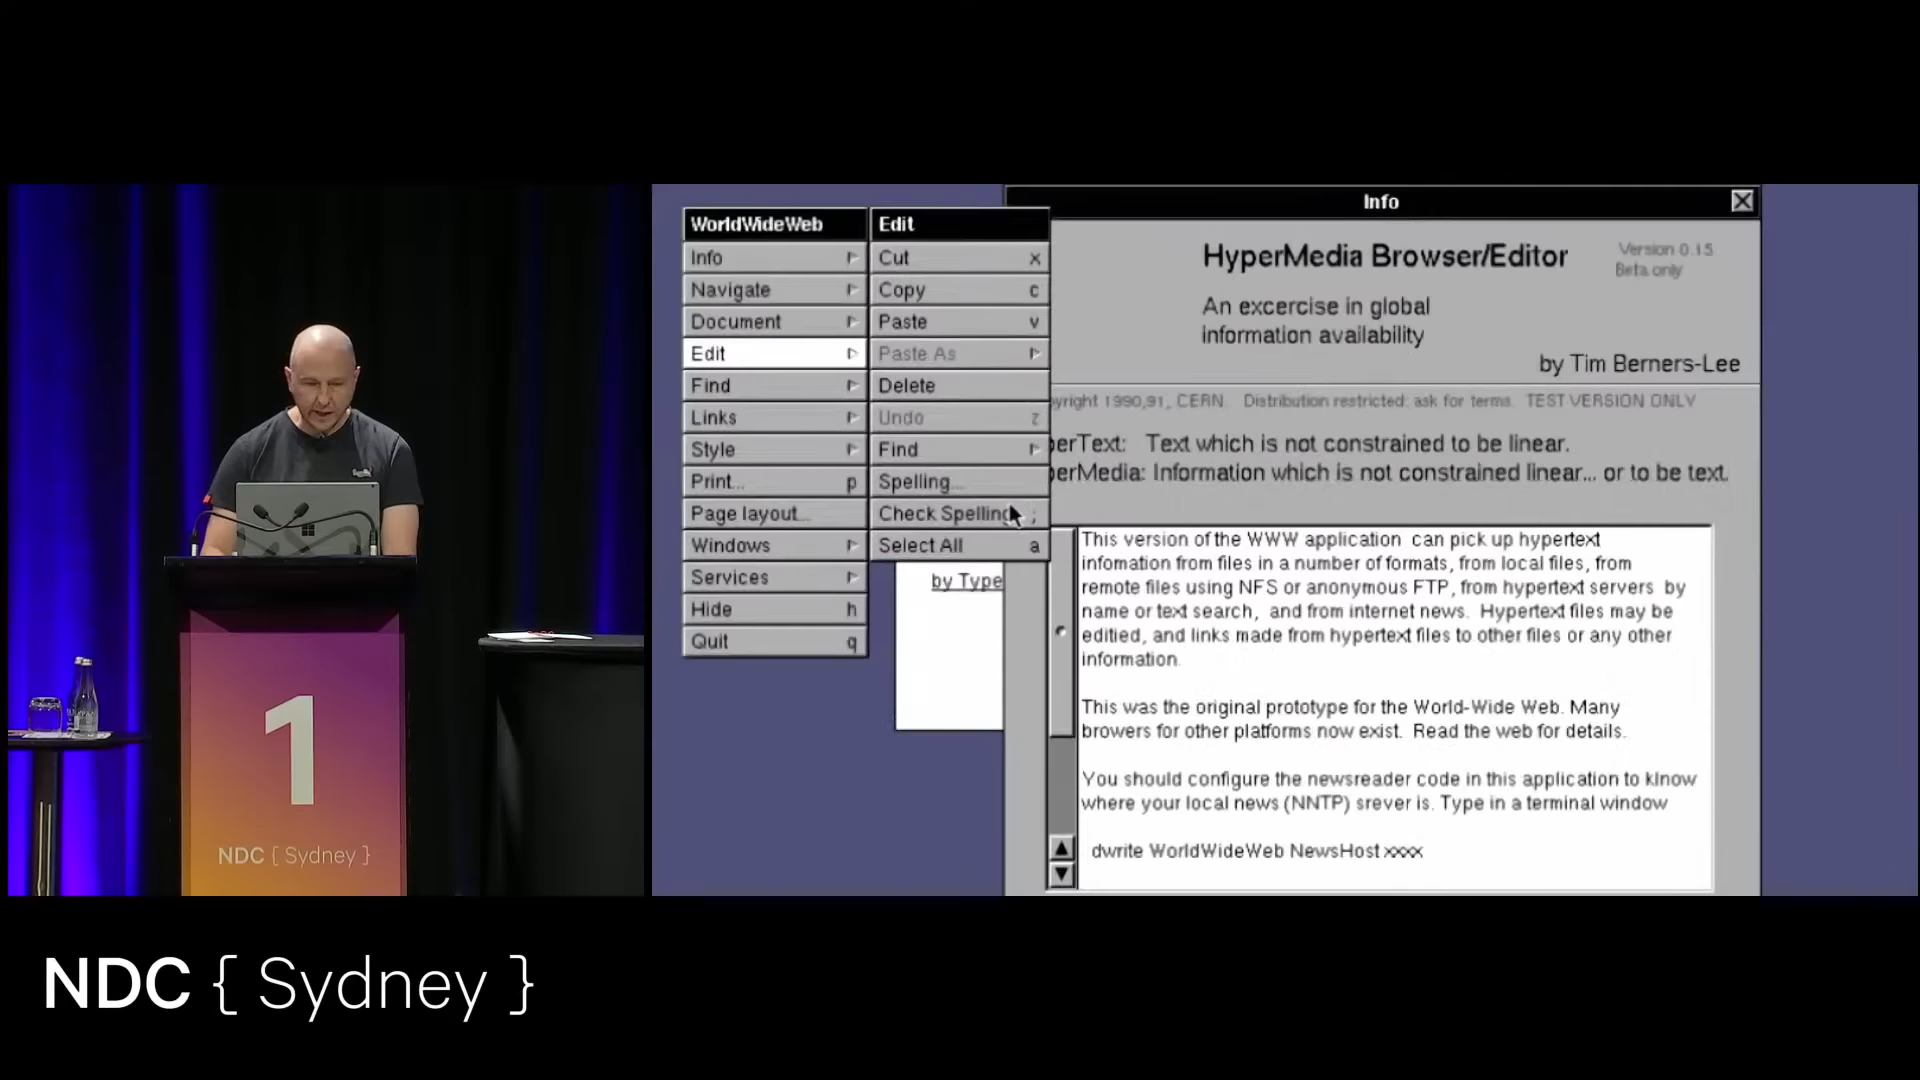 WorldWideWeb
Info
Navigate
Document
Edit
Find
Links
Style
Print... p
Page layout...
Windows
Services
Hide h
Quit q
Edit
Cut x
Copy c
Paste v
Paste As
Delete
Undo z
Find
Spelling...
Check Spelling ;
Select All a
by Type
Info
HyperMedia Browser/Editor
Version 0.15
Beta only
An excercise in global
information availability
by Tim Berners-Lee
yright 1990,91, CERN. Distribution restricted: ask for terms. TEST VERSION ONLY
perText: Text which is not constrained to be linear.
perMedia: Information which is not constrained linear... or to be text.
This version of the WWW application can pick up hypertext
infomation from files in a number of formats, from local files, from
remote files using NFS or anonymous FTP, from hypertext servers by
name or text search, and from internet news. Hypertext files may be
editied, and links made from hypertext files to other files or any other
information.
This was the original prototype for the World-Wide Web. Many
browers for other platforms now exist. Read the web for details.
You should configure the newsreader code in this application to klnow
where your local news (NNTP) srever is. Type in a terminal window
dwrite WorldWideWeb NewsHost xxxx
1
NDC { Sydney }
NDC { Sydney }